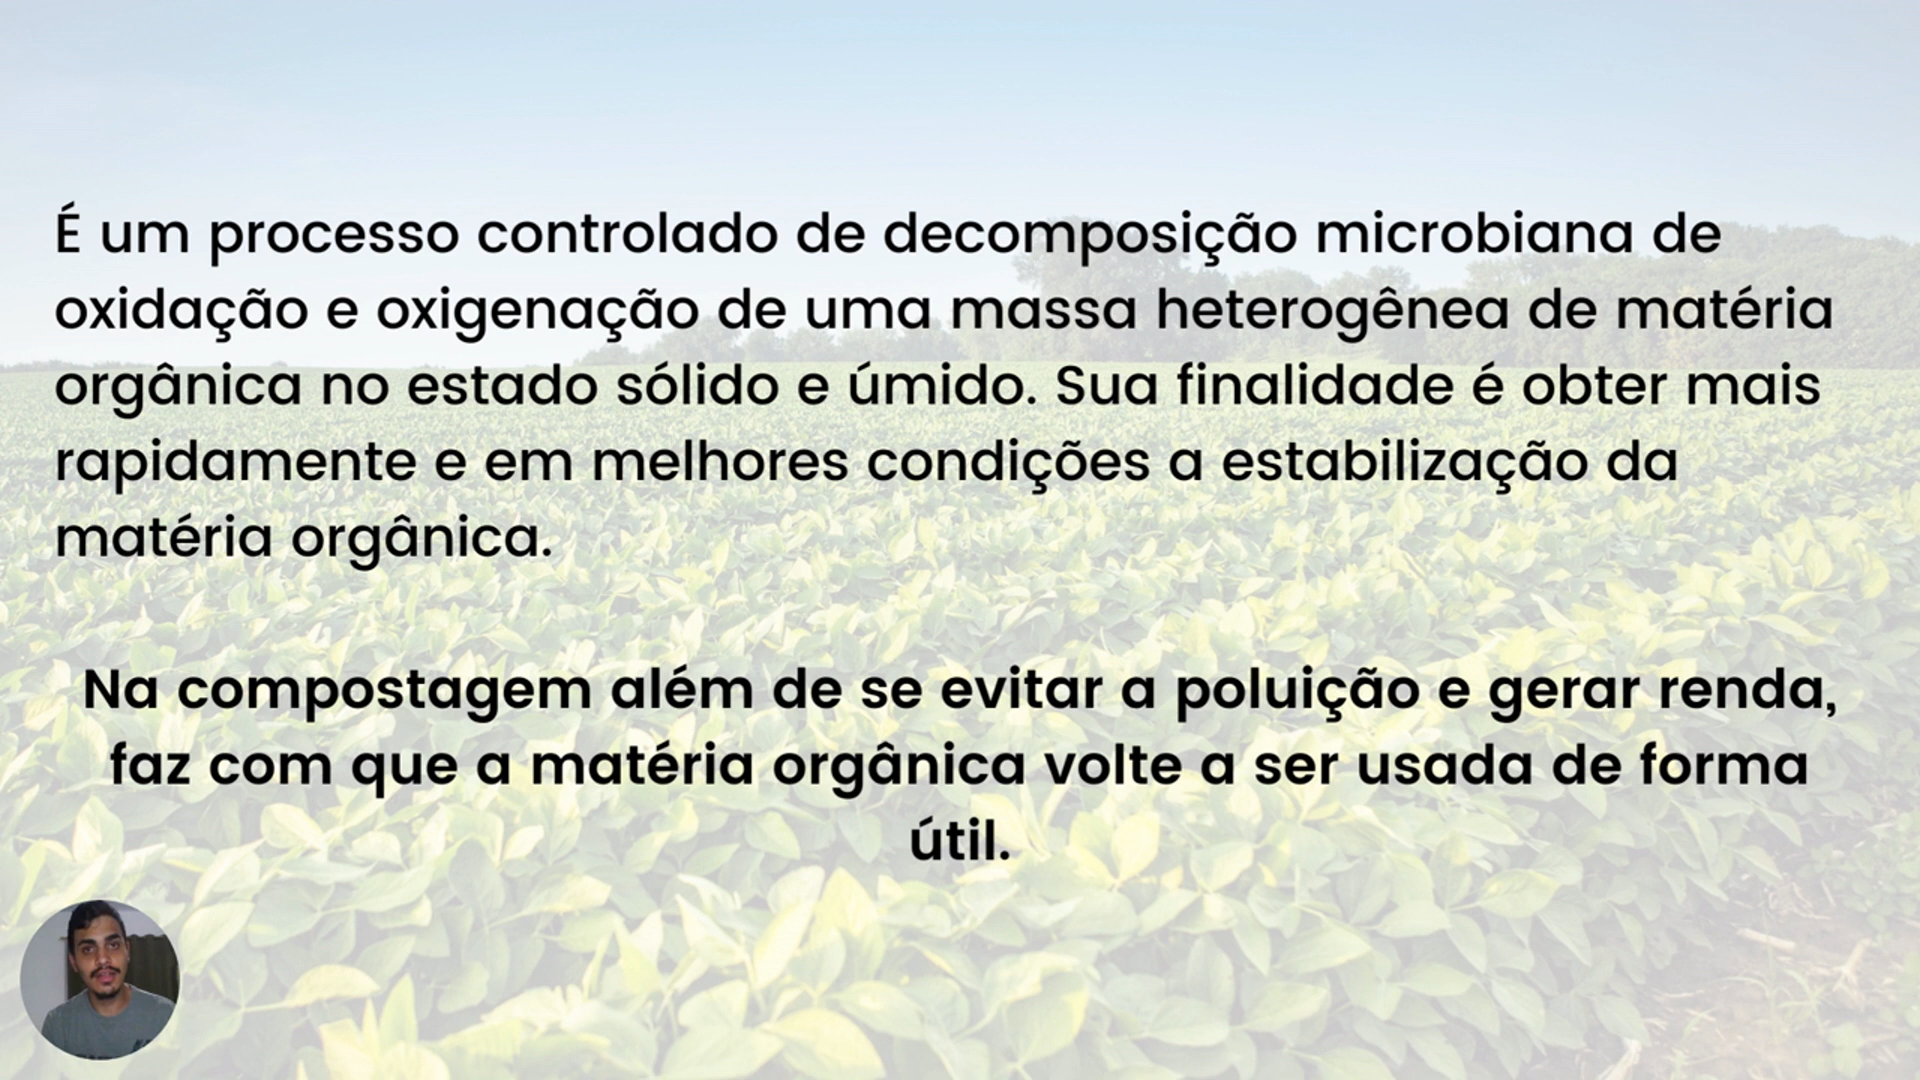 É um processo controlado de decomposição microbiana de
oxidação e oxigenação de uma massa heterogênea de matéria
orgânica no estado sólido e úmido. Sua finalidade é obter mais
rapidamente e em melhores condições a estabilização da
matéria orgânica.
Na compostagem além de se evitar a poluição e gerar renda,
faz com que a matéria orgânica volte a ser usada de forma
útil.